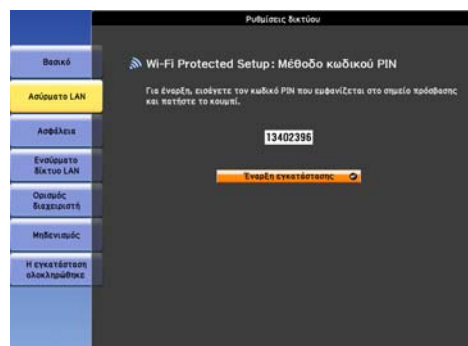 Ρυθμίσεις δικτύου
Βασικό
Ασύρματο LAN
Ασφάλεια
Ενσύρματο
δίκτυο LAN
Ορισμός
διαχειριστή
Μηδενισμός
Η εγκατάσταση
ολοκληρώθηκε
Wi-Fi Protected Setup: Μέθοδο κωδικού PIN
Για έναρξη, εισάγετε τον κωδικό PIN που εμφανίζεται στο σημείο πρόσβασης
και πατήστε το κουμπί.
13402396
Έναρξη εγκατάστασης